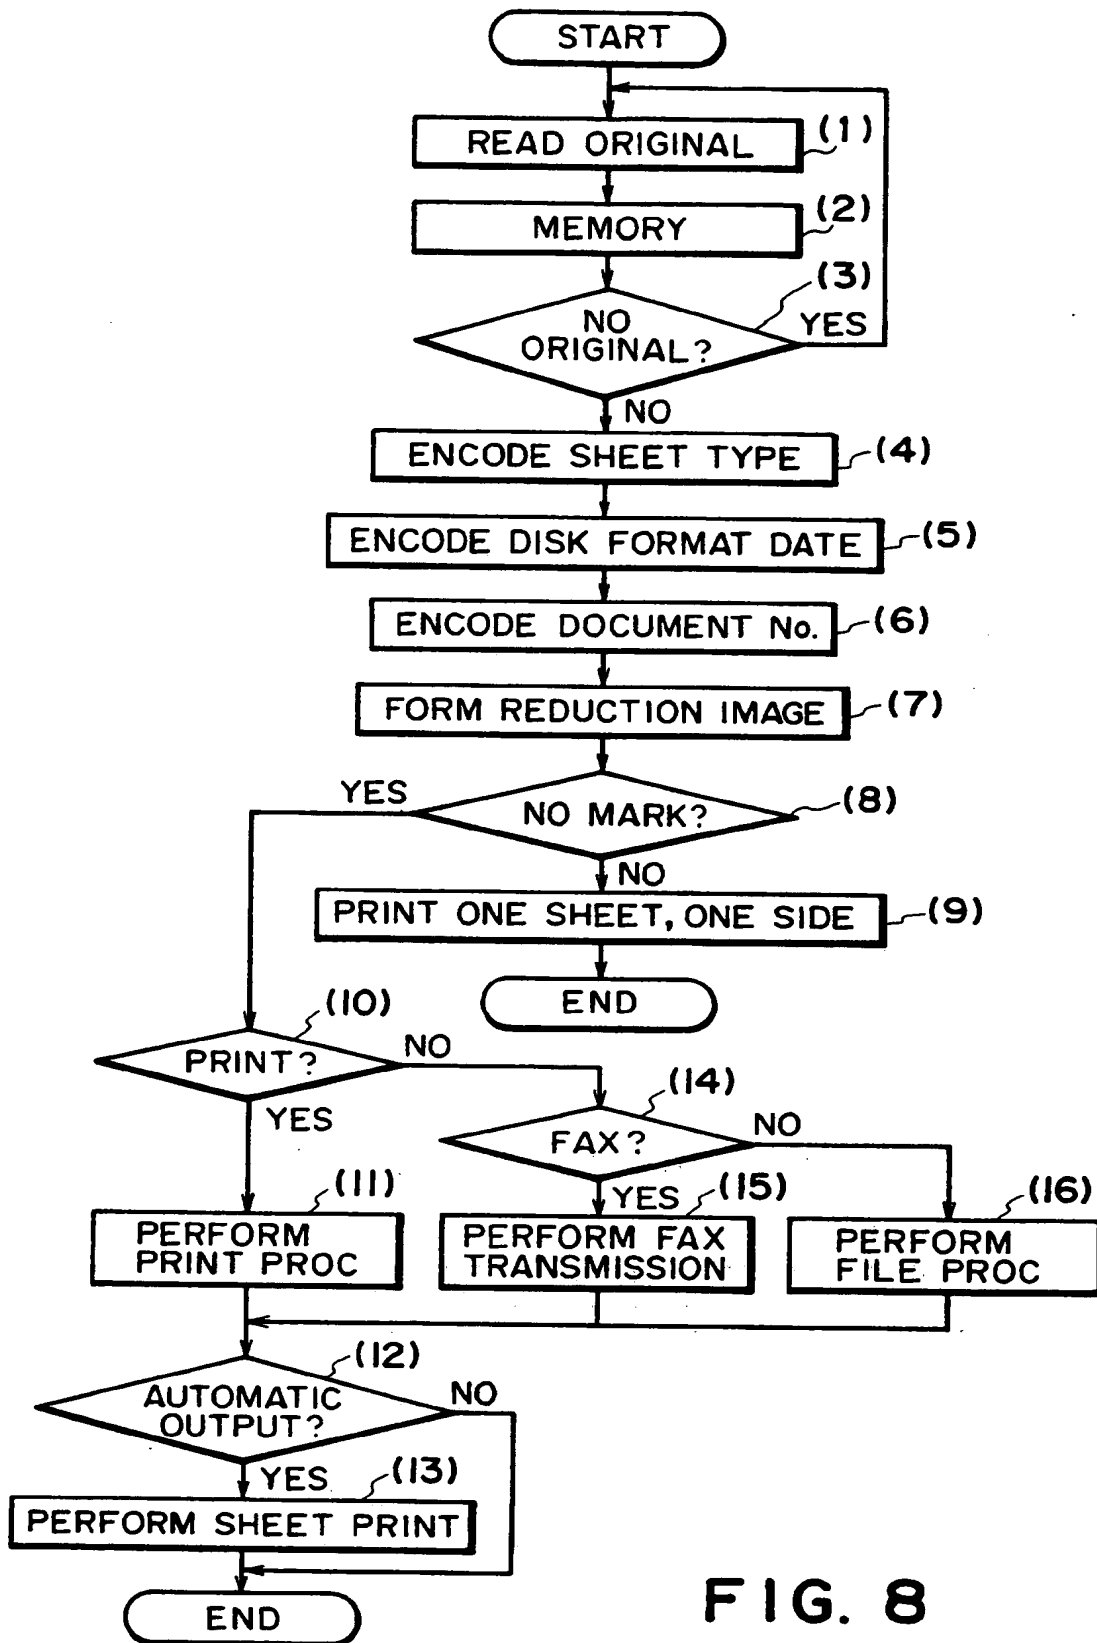 START
READ ORIGINAL
(1)
MEMORY
(2)
NO
ORIGINAL?
(3)
YES
NO
ENCODE SHEET TYPE
(4)
ENCODE DISK FORMAT DATE
(5)
ENCODE DOCUMENT No.
(6)
FORM REDUCTION IMAGE
(7)
YES
NO MARK?
(8)
NO
PRINT ONE SHEET, ONE SIDE
(9)
END
(10)
PRINT?
NO
YES
(14)
FAX?
NO
YES
(11)
PERFORM
PRINT PROC
(15)
PERFORM FAX
TRANSMISSION
(16)
PERFORM
FILE PROC
(12)
AUTOMATIC
OUTPUT?
NO
YES
(13)
PERFORM SHEET PRINT
END
FIG. 8